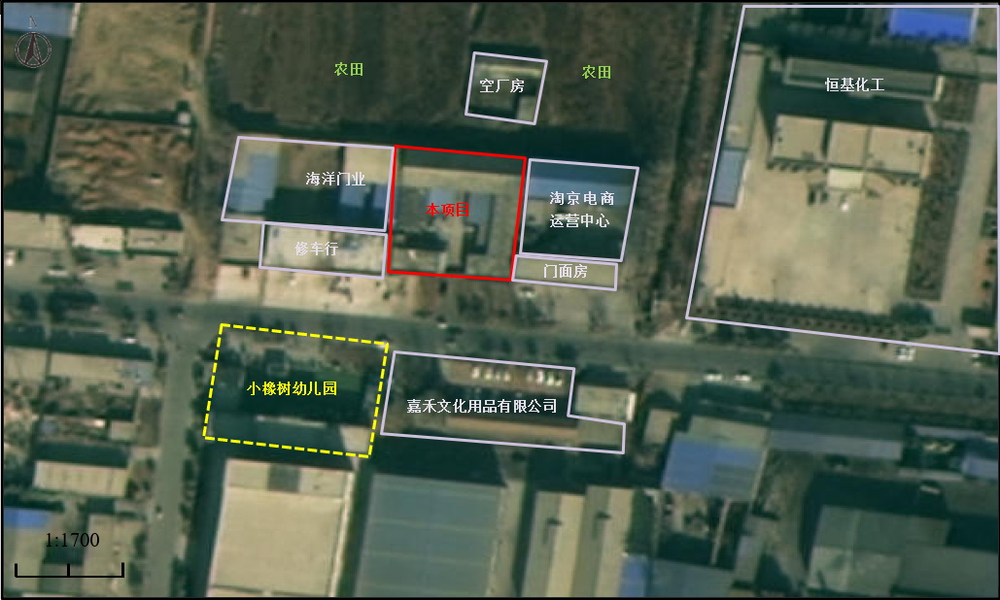 N
农田
农田
空厂房
恒基化工
海洋门业
本项目
淘京电商
运营中心
修车行
门面房
小橡树幼儿园
嘉禾文化用品有限公司
1:1700